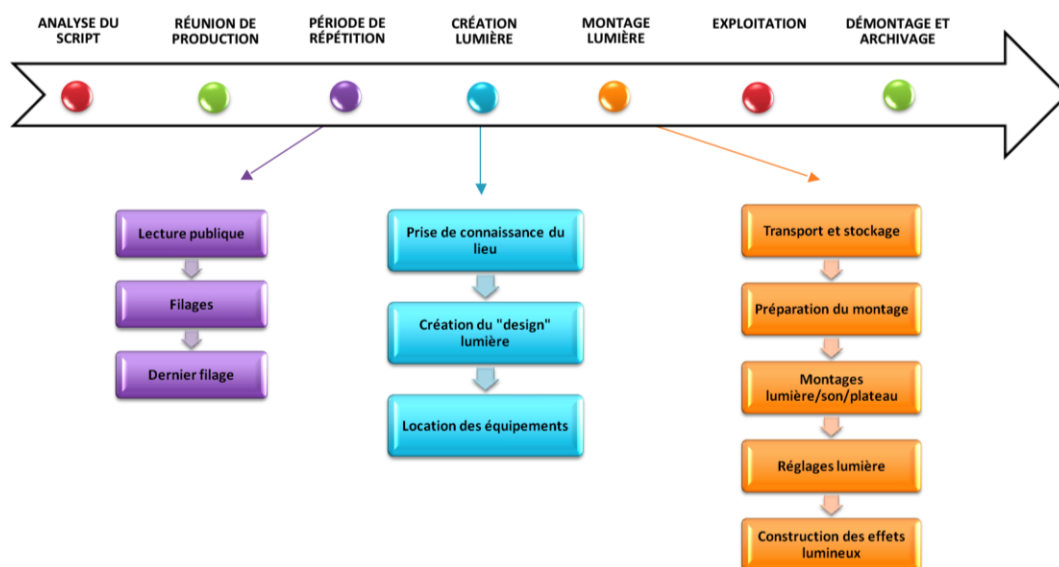 ANALYSE DU
SCRIPT
RÉUNION DE
PRODUCTION
PÉRIODE DE
RÉPÉTITION
CRÉATION
LUMIÈRE
MONTAGE
LUMIÈRE
EXPLOITATION
DÉMONTAGE ET
ARCHIVAGE
Lecture publique
Filages
Dernier filage
Prise de connaissance du
lieu
Création du "design"
lumière
Location des équipements
Transport et stockage
Préparation du montage
Montages
lumière/son/plateau
Réglages lumière
Construction des effets
lumineux